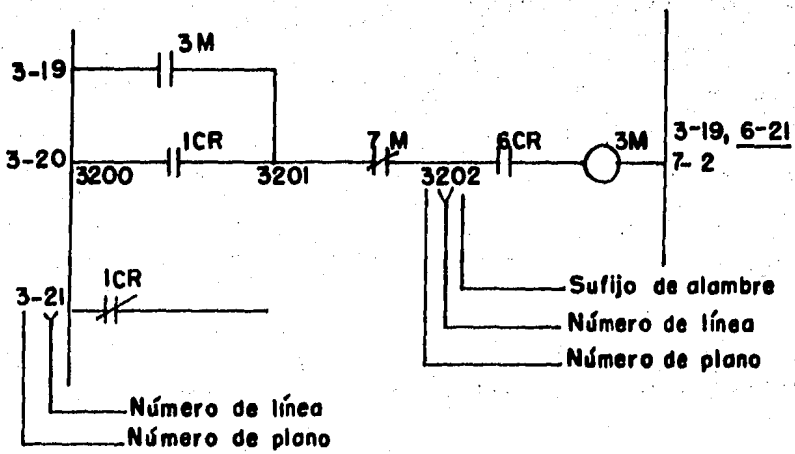 3M
3-19
1CR
7 M
6CR
3M
3-19, 6-21
3-20
7-2
3200
3201
3202
1CR
3-21
Sufijo de alambre
Número de línea
Número de plano
Número de línea
Número de plano